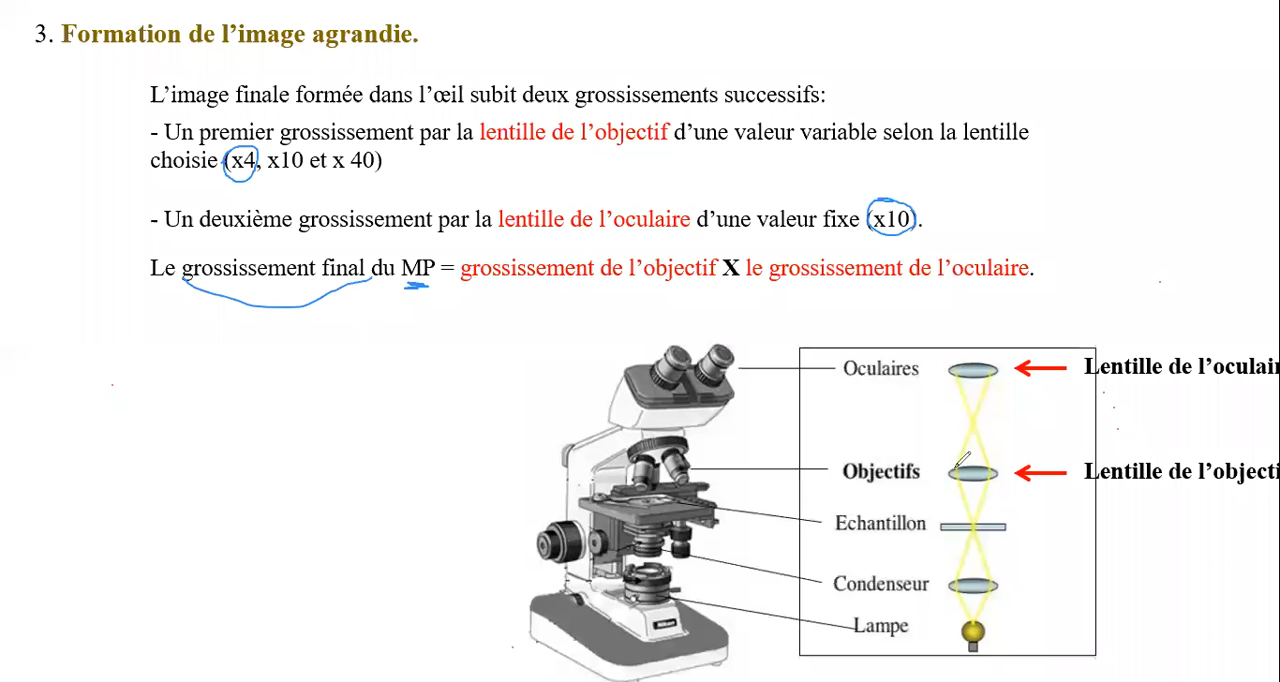 3. Formation de l’image agrandie.
L’image finale formée dans l’œil subit deux grossissements successifs:
- Un premier grossissement par la lentille de l’objectif d’une valeur variable selon la lentille
choisie (x4, x10 et x 40)
- Un deuxième grossissement par la lentille de l’oculaire d’une valeur fixe (x10).
Le grossissement final du MP = grossissement de l’objectif X le grossissement de l’oculaire.
Oculaires
Lentille de l’oculair
Objectifs
Lentille de l’objecti
Echantillon
Condenseur
Lampe
Nikon